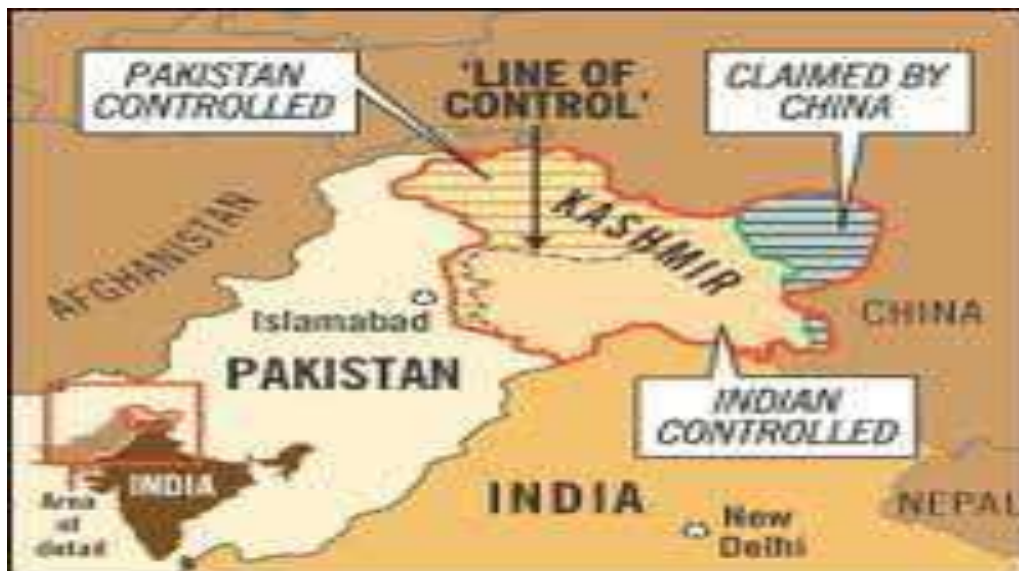 PAKISTAN
CONTROLLED
'LINE OF
CONTROL'
CLAIMED BY
CHINA
KASHMIR
AFGHANISTAN
CHINA
Islamabad
PAKISTAN
INDIAN
CONTROLLED
INDIA
Area
of
detail
INDIA
New
Delhi
NEPAL